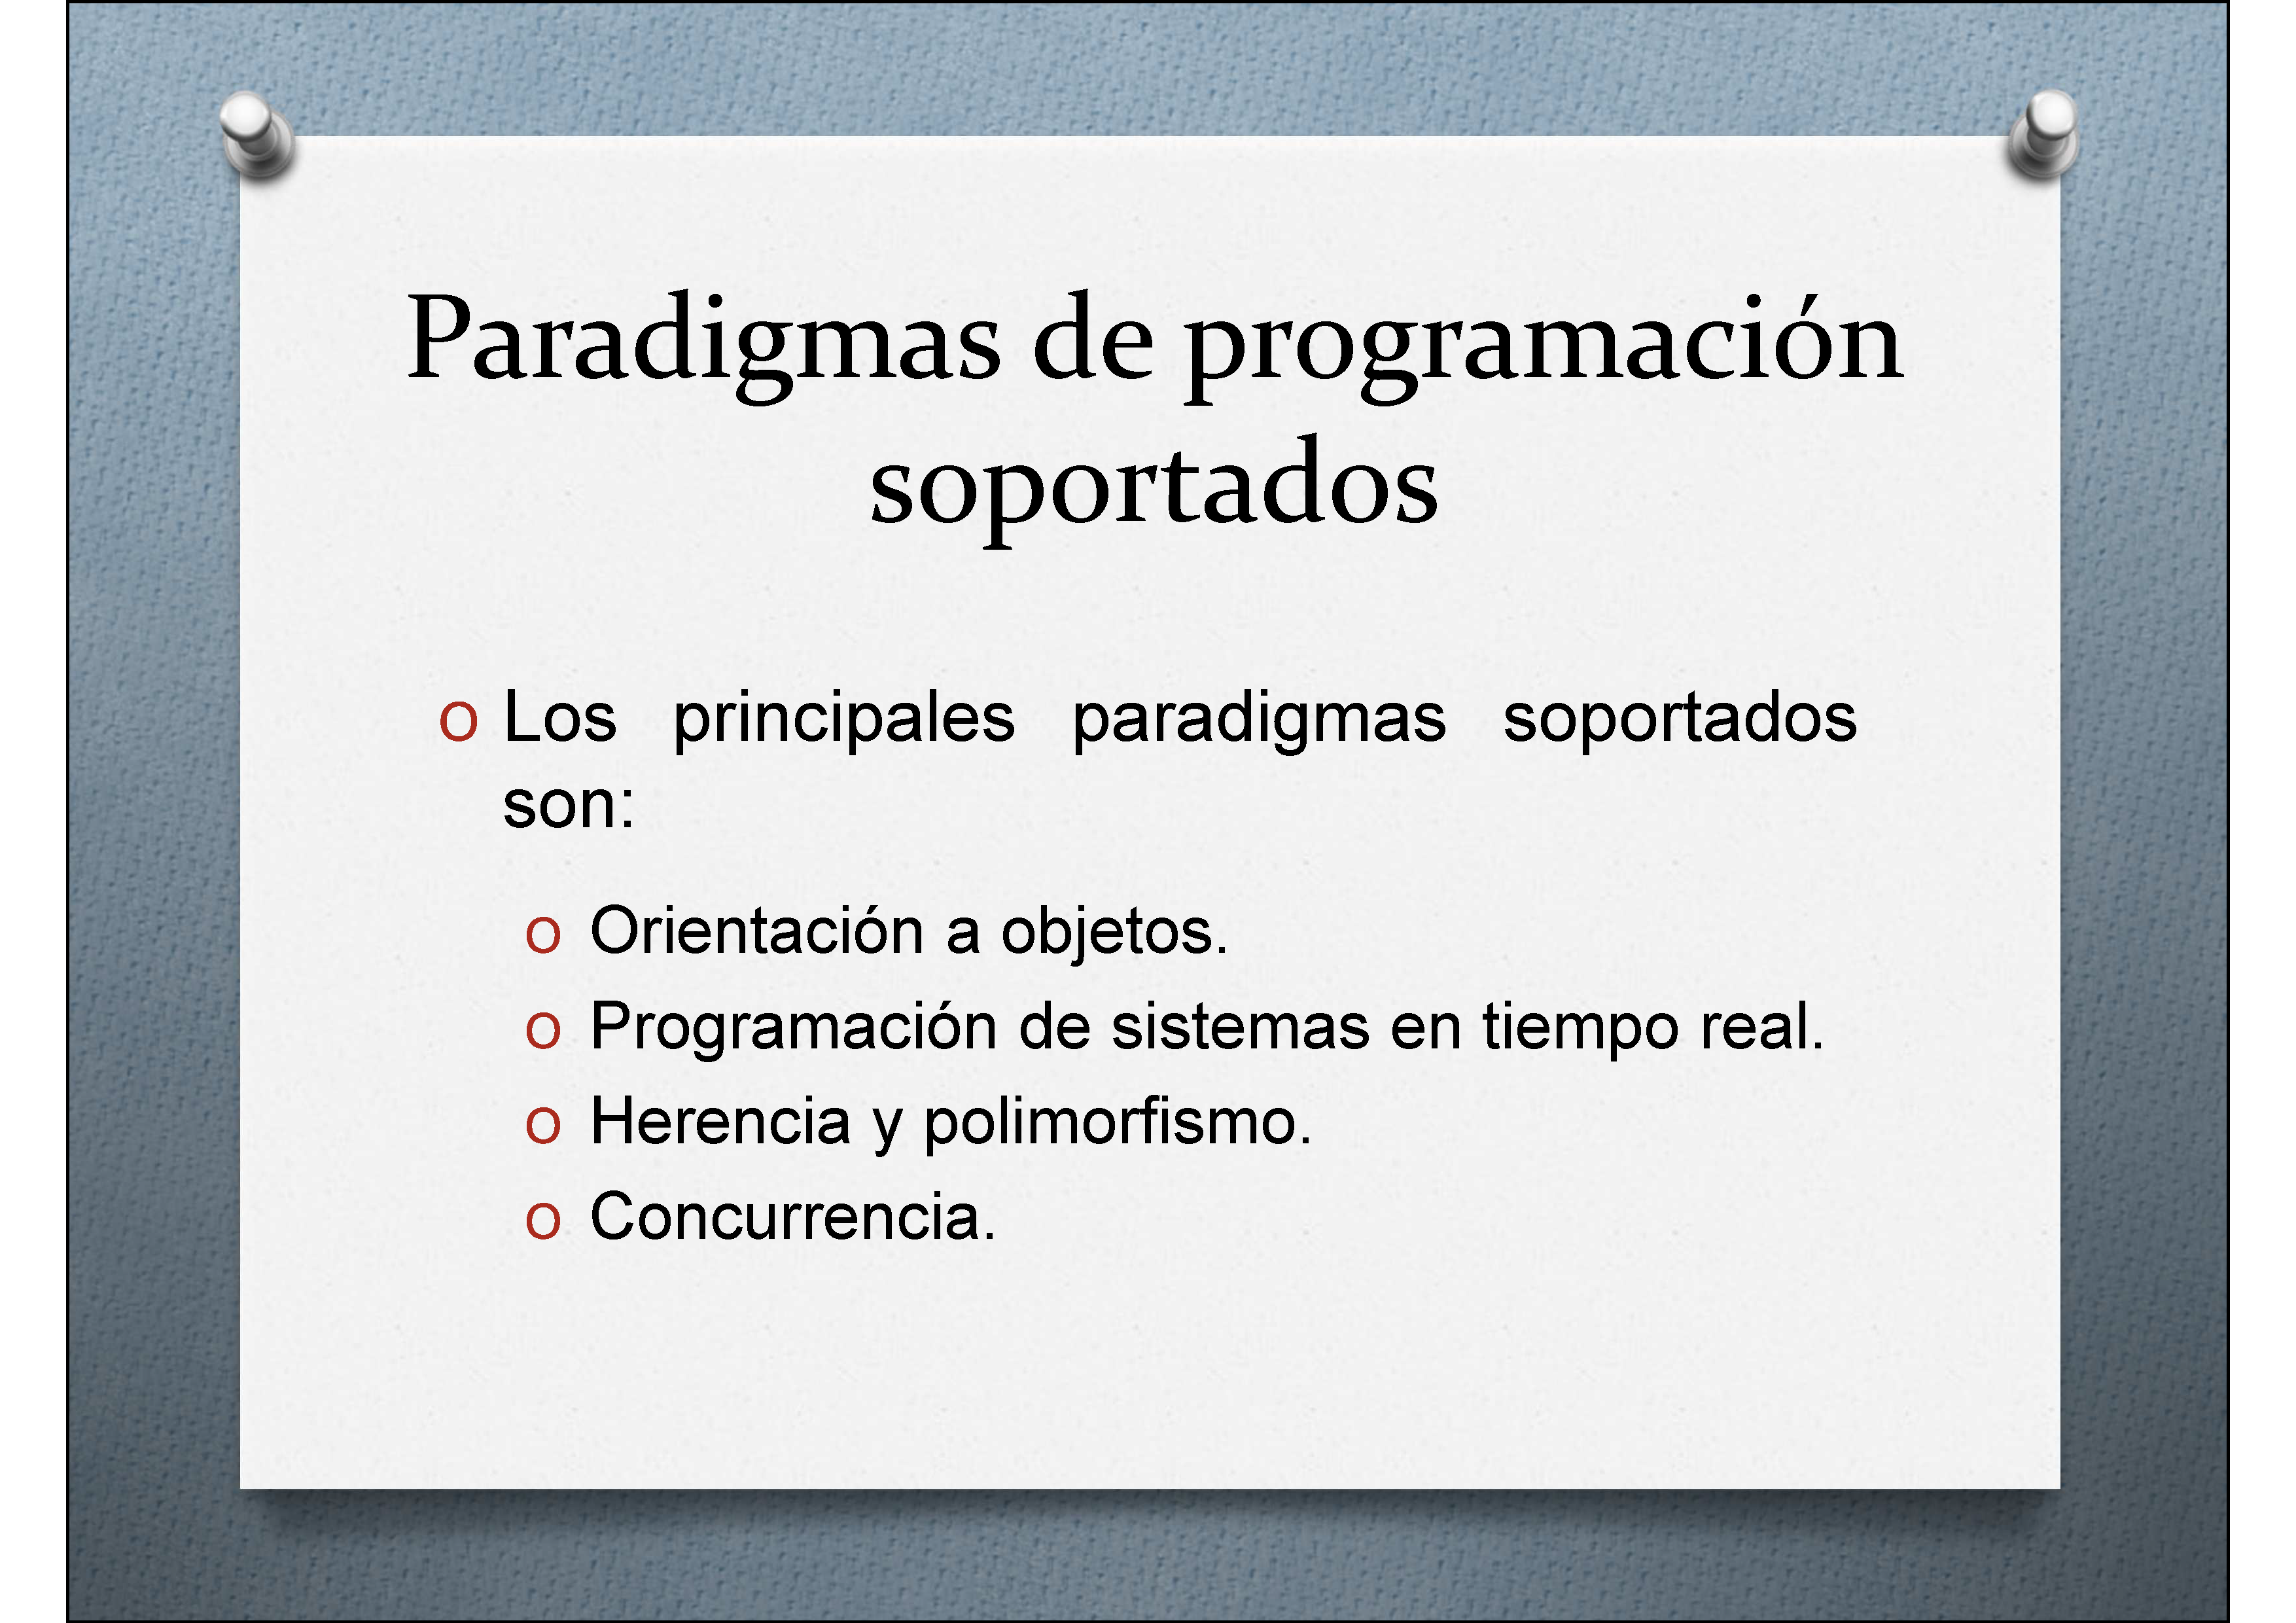 Paradigmas de programación
soportados
o Los principales paradigmas soportados
son:
o Orientación a objetos.
o Programación de sistemas en tiempo real.
o Herencia y polimorfismo.
o Concurrencia.